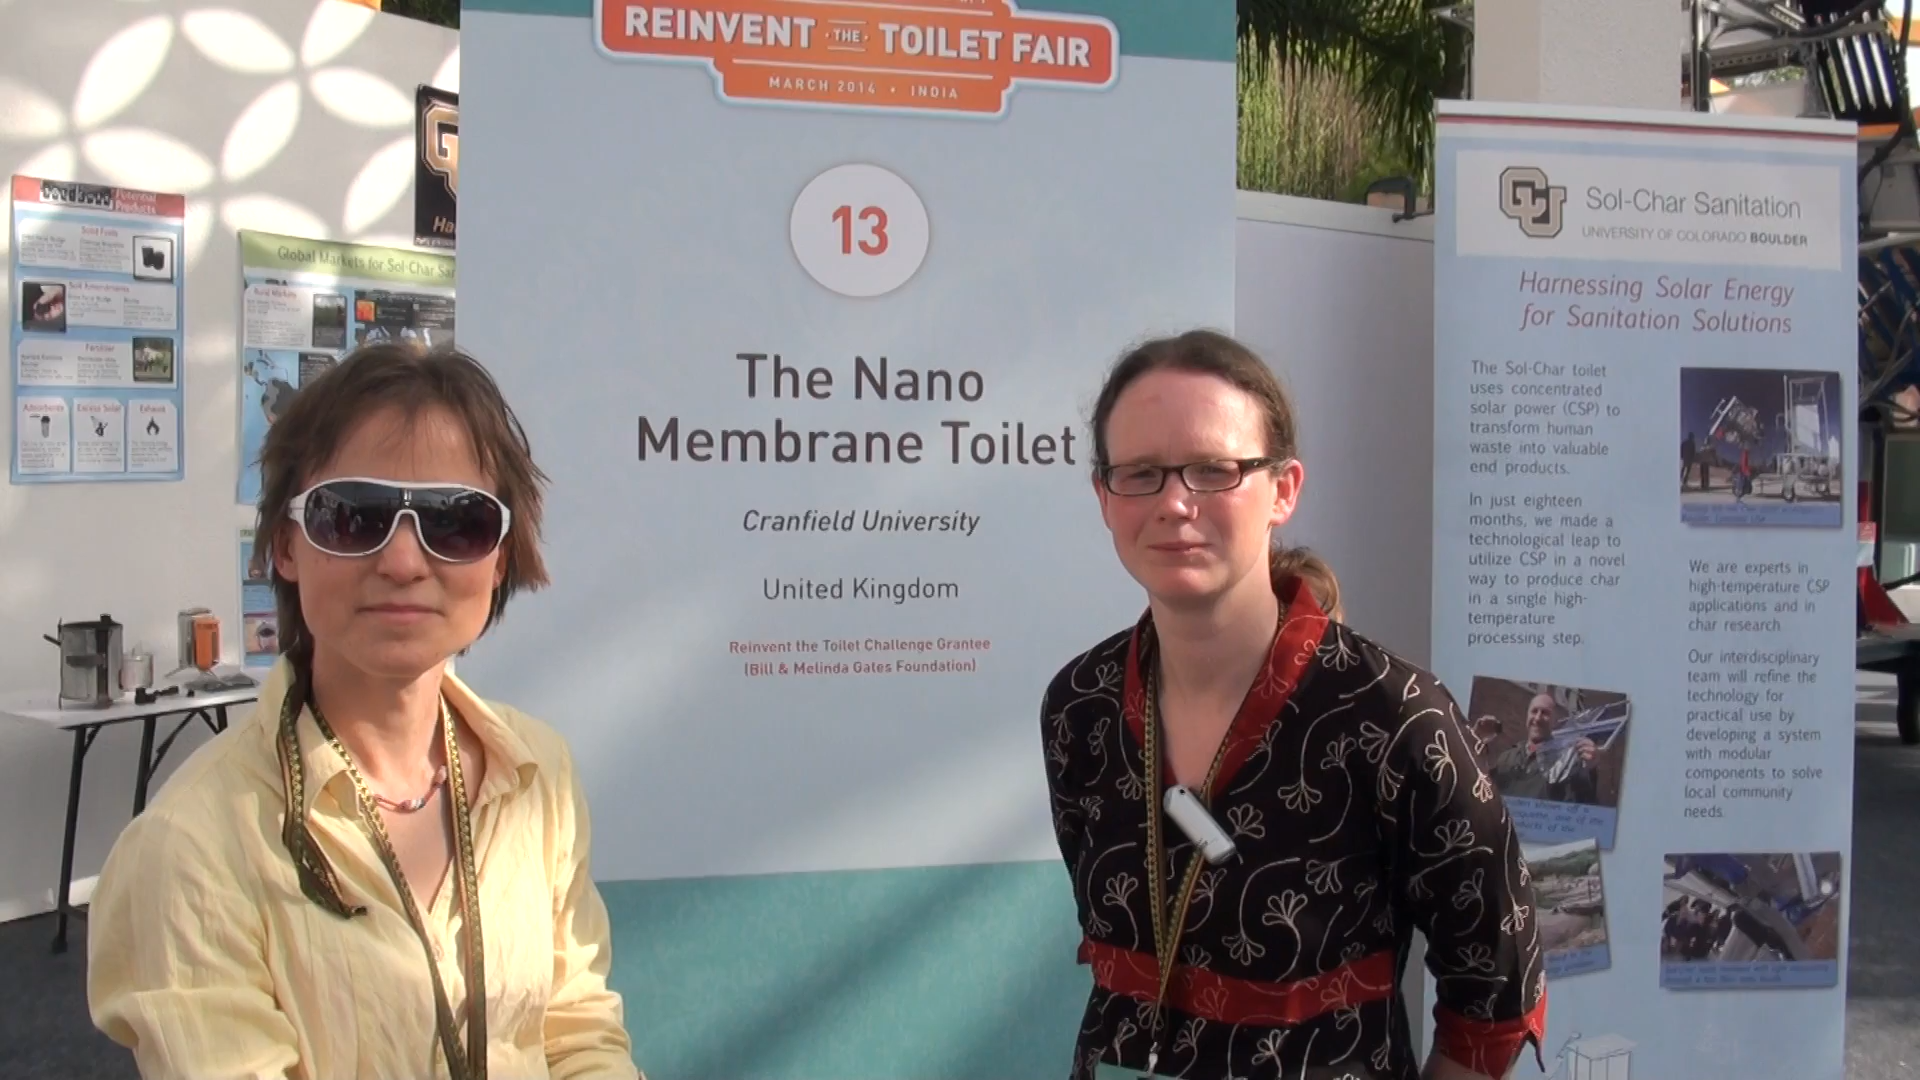 REINVENT · THE · TOILET FAIR
MARCH 2014 • INDIA
13
The Nano
Membrane Toilet
Cranfield University
United Kingdom
Reinvent the Toilet Challenge Grantee
(Bill & Melinda Gates Foundation)
Potential
Products
Solid Fuels
Soil Amendments
Fertilizer
Adsorbents
Excess Solar
Exhaust
Global Markets for Sol-Char
CU
Ha
CU
Sol-Char Sanitation
UNIVERSITY OF COLORADO BOULDER
Harnessing Solar Energy
for Sanitation Solutions
The Sol-Char toilet
uses concentrated
solar power (CSP) to
transform human
waste into valuable
end products.
In just eighteen
months, we made a
technological leap to
utilize CSP in a novel
way to produce char
in a single high-
temperature
processing step.
We are experts in
high-temperature CSP
applications and in
char research
Our interdisciplinary
team will refine the
technology for
practical use by
developing a system
with modular
components to solve
local community
needs.